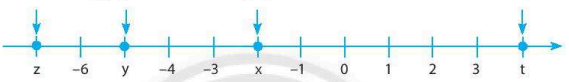 z –6 y –4 –3 x –1 0 1 2 3 t